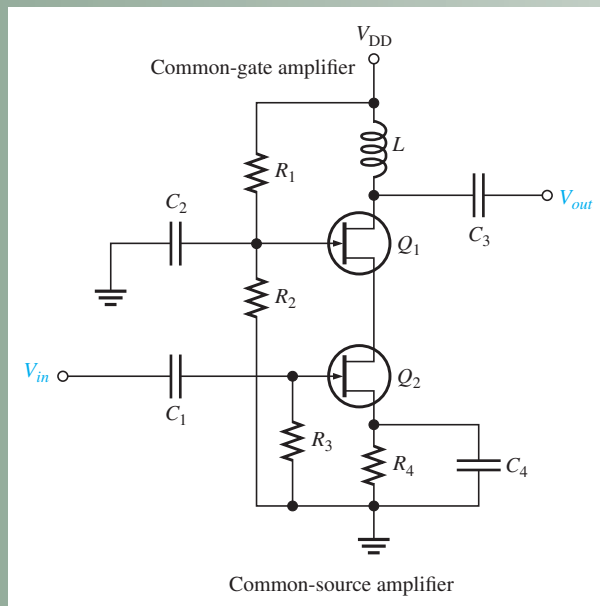 V_DD
Common-gate amplifier
L
R_1
C_2
V_out
C_3
Q_1
R_2
V_in
Q_2
C_1
R_3
R_4
C_4
Common-source amplifier